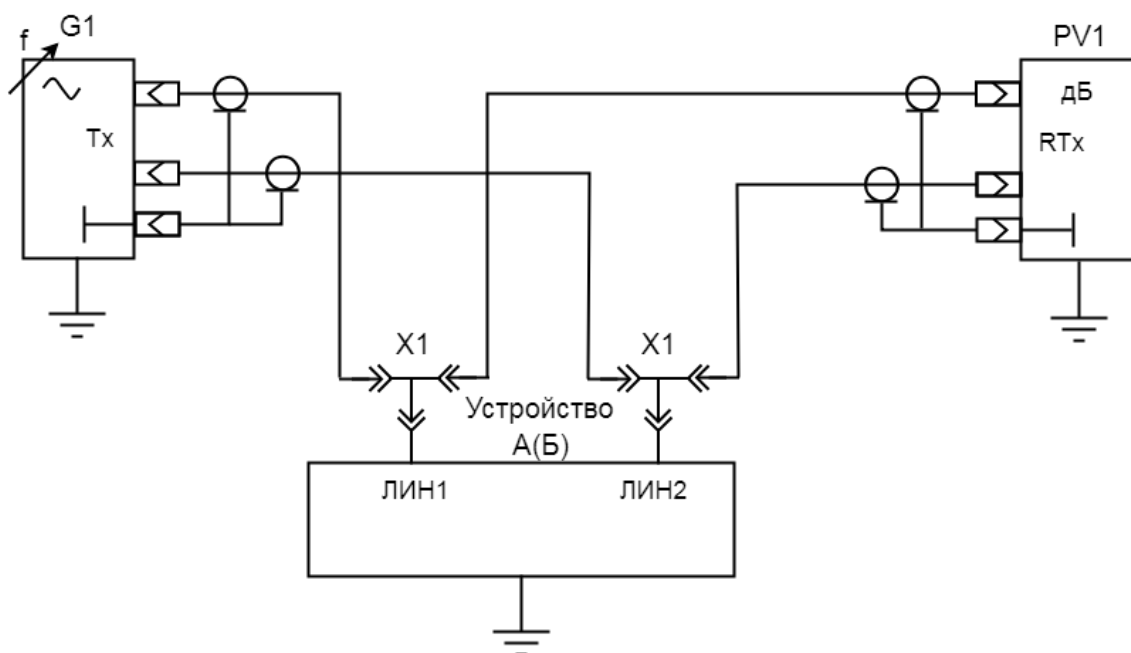 f
G1
PV1
дБ
Tx
RTx
X1
X1
Устройство
А(Б)
ЛИН1
ЛИН2